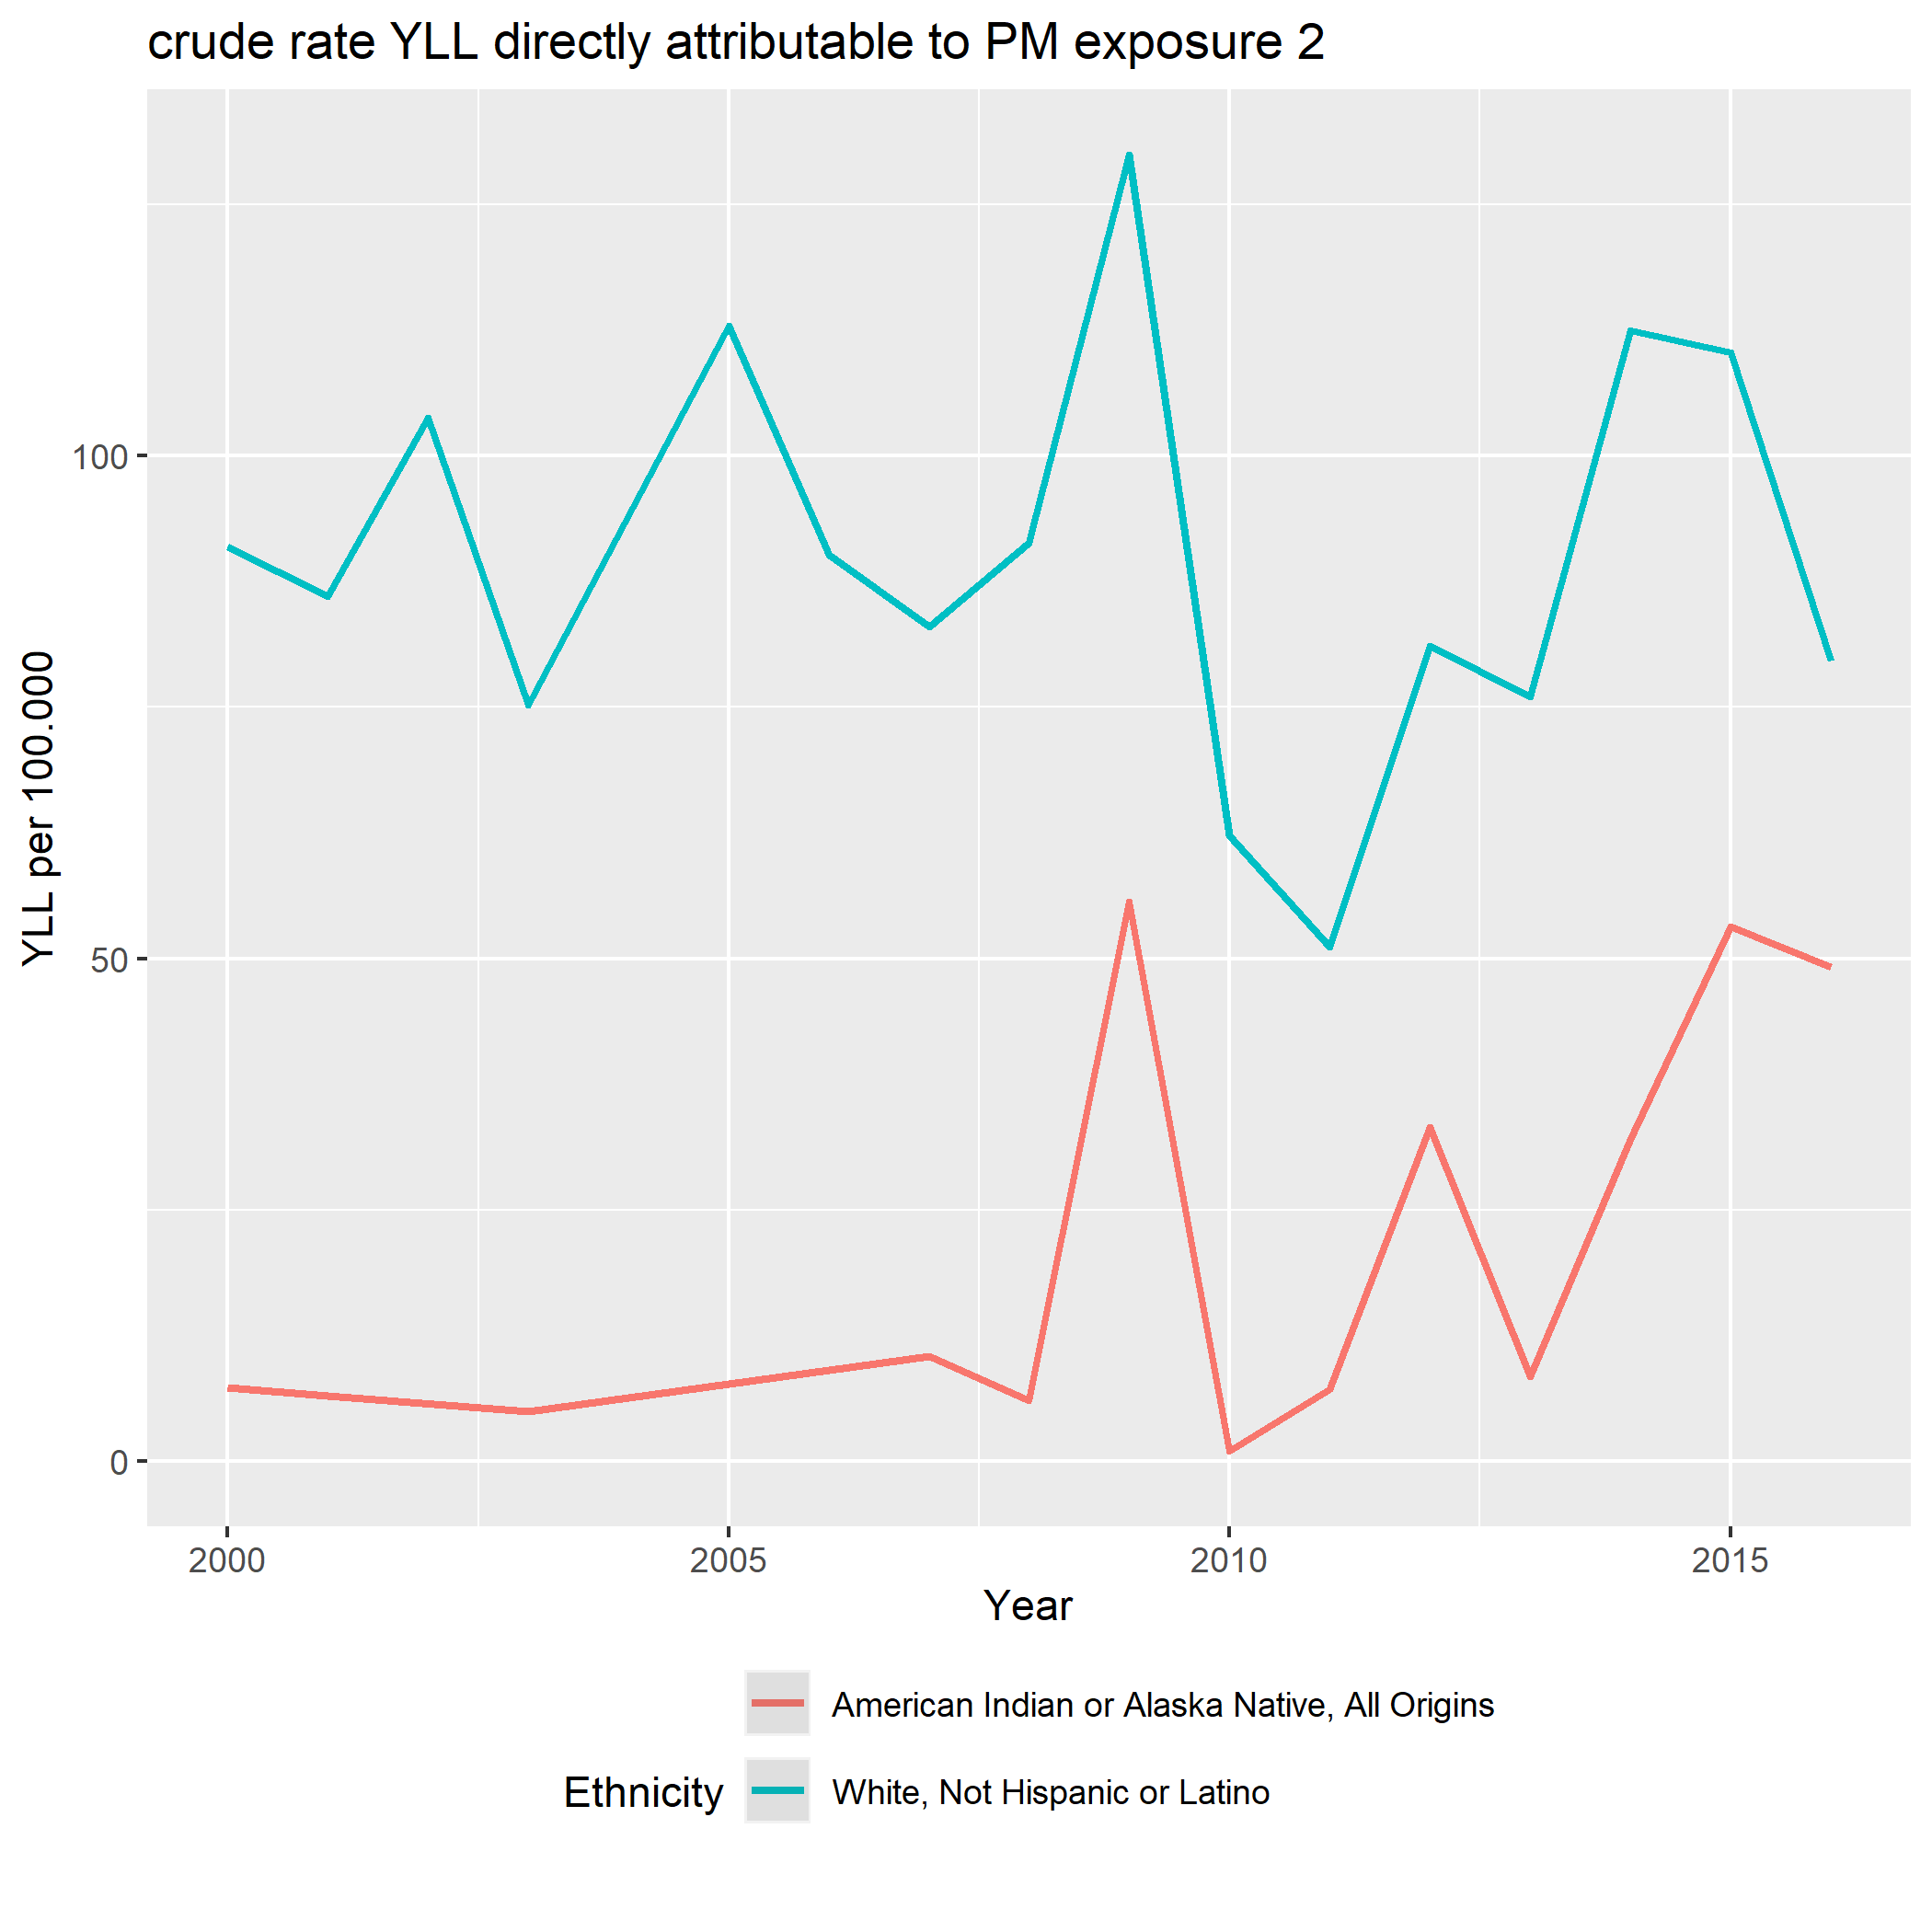 crude rate YLL directly attributable to PM exposure 2
YLL per 100.000
100
50
0
2000 2005 2010 2015
Year
Ethnicity
American Indian or Alaska Native, All Origins
White, Not Hispanic or Latino